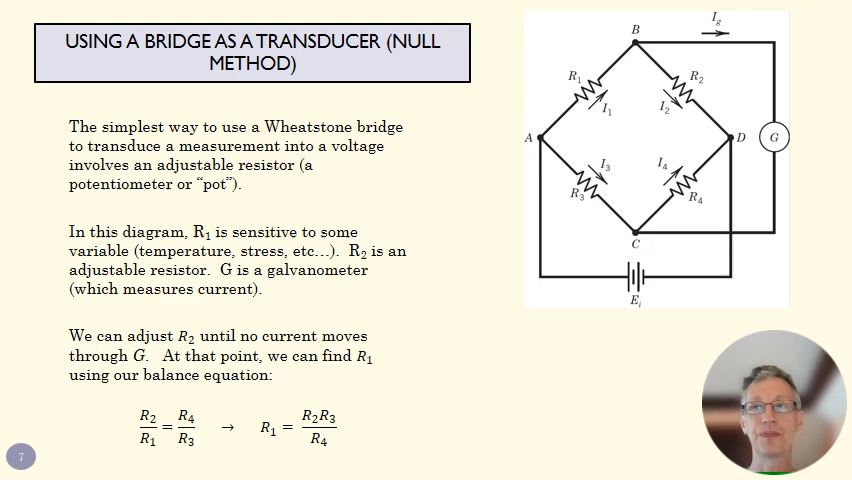 USING A BRIDGE AS A TRANSDUCER (NULL
METHOD)
The simplest way to use a Wheatstone bridge
to transduce a measurement into a voltage
involves an adjustable resistor (a
potentiometer or “pot”).
In this diagram, R₁ is sensitive to some
variable (temperature, stress, etc…).  R₂ is an
adjustable resistor.  G is a galvanometer
(which measures current).
We can adjust R₂ until no current moves
through G.   At that point, we can find R₁
using our balance equation:
R₂/R₁ = R₄/R₃ → R₁ = R₂R₃/R₄
7
I_g
B
R₁
R₂
I₁
I₂
A
D
G
I₃
I₄
R₃
R₄
C
E_i